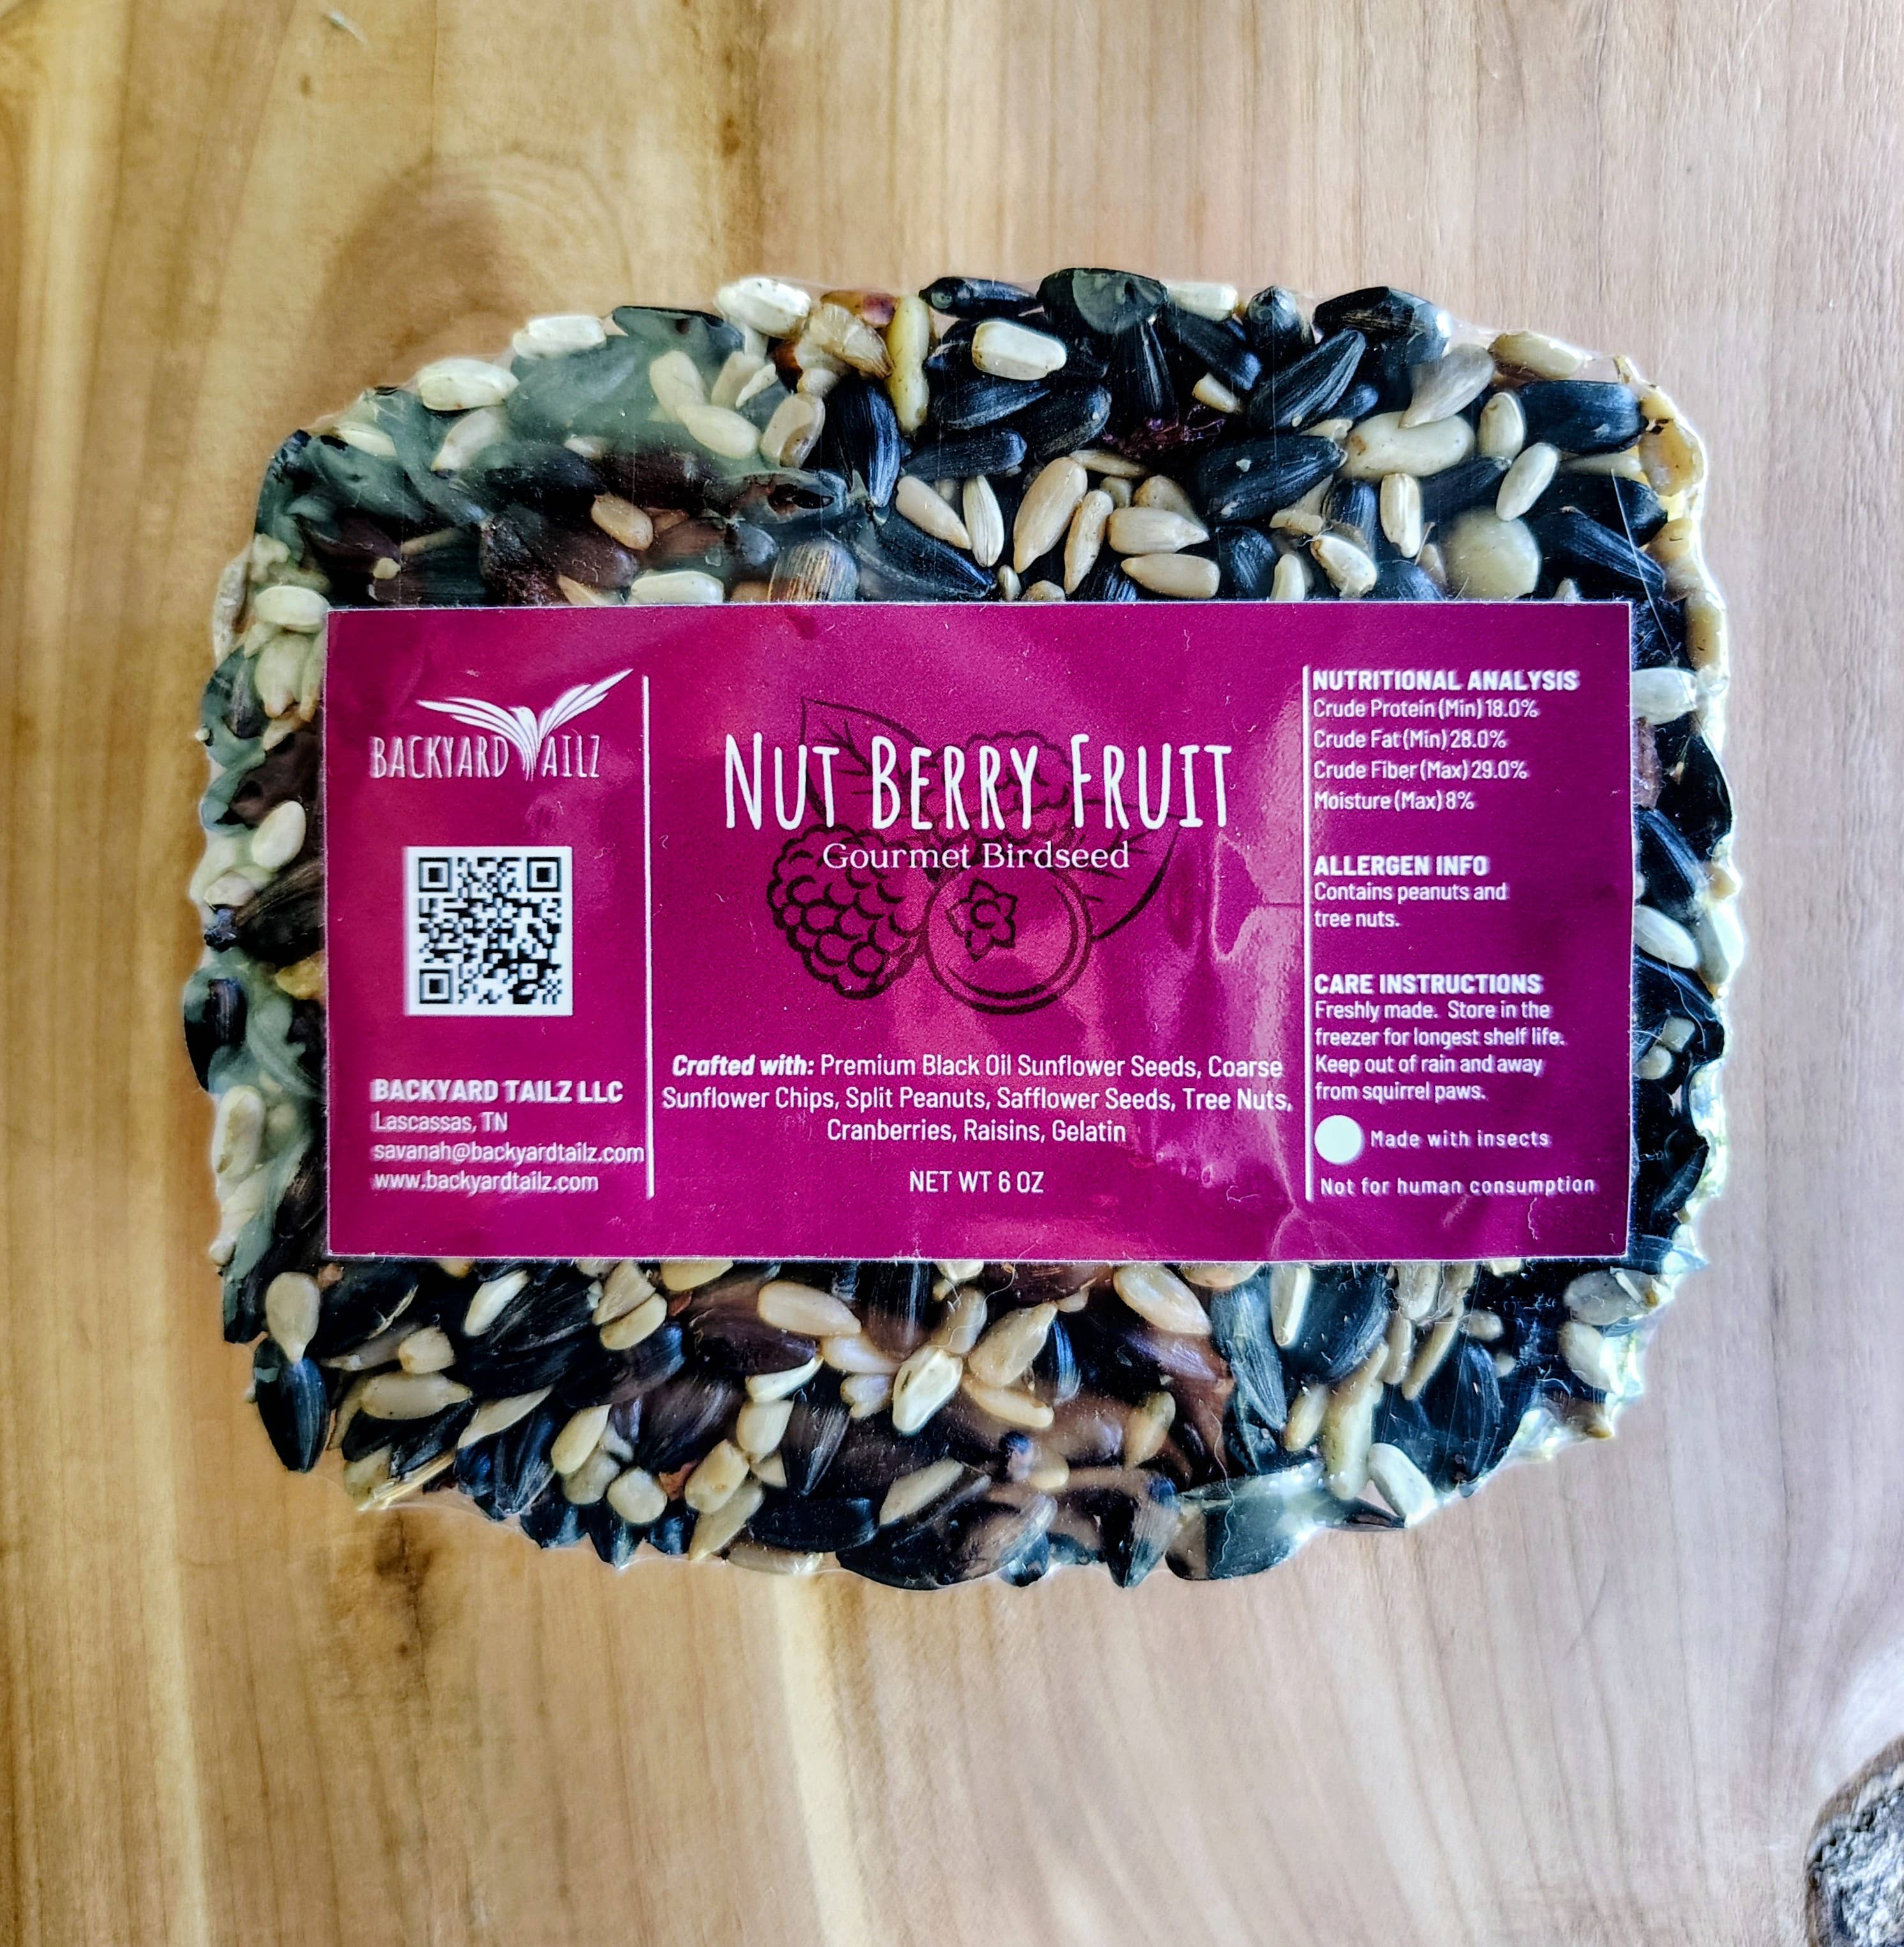 BACKYARD TAILZ
BACKYARD TAILZ LLC
Lascassas, TN
savanah@backyardtailz.com
www.backyardtailz.com
NUT BERRY FRUIT
Gourmet Birdseed
Crafted with: Premium Black Oil Sunflower Seeds, Coarse
Sunflower Chips, Split Peanuts, Safflower Seeds, Tree Nuts,
Cranberries, Raisins, Gelatin
NET WT 6 OZ
NUTRITIONAL ANALYSIS
Crude Protein (Min) 18.0%
Crude Fat (Min) 28.0%
Crude Fiber (Max) 29.0%
Moisture (Max) 8%
ALLERGEN INFO
Contains peanuts and
tree nuts.
CARE INSTRUCTIONS
Freshly made. Store in the
freezer for longest shelf life.
Keep out of rain and away
from squirrel paws.
Made with insects
Not for human consumption